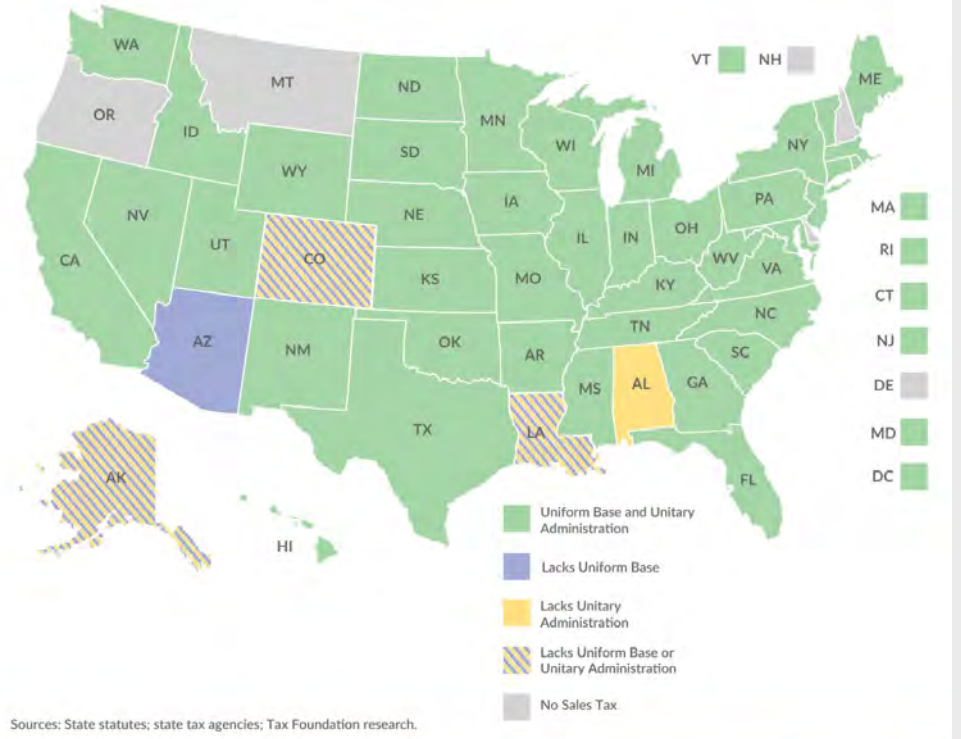 WA
MT
ND
VT
NH
ME
OR
MN
ID
SD
WI
NY
WY
MI
IA
PA
NE
MA
NV
UT
CO
IL
IN
OH
WV
RI
CA
KS
MO
KY
VA
CT
AZ
NM
OK
AR
TN
NC
NJ
SC
MS
AL
GA
DE
TX
LA
MD
AK
FL
DC
HI
Uniform Base and Unitary
Administration
Lacks Uniform Base
Lacks Unitary
Administration
Lacks Uniform Base or
Unitary Administration
No Sales Tax
Sources: State statutes; state tax agencies; Tax Foundation research.